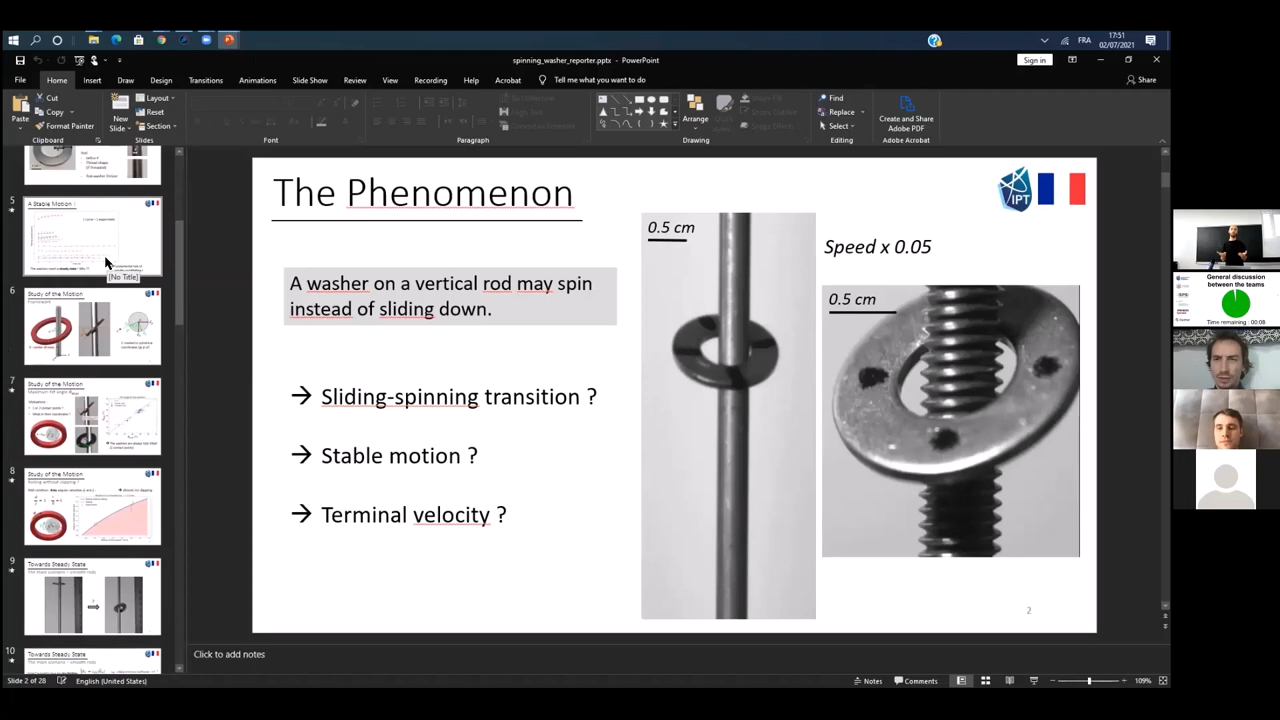 FRA
17:51
02/07/2021
spinning_washer_reporter.pptx - PowerPoint
Sign in
File Home Insert Draw Design Transitions Animations Slide Show Review View Recording Help Acrobat Tell me what you want to do Share
Paste
Cut
Copy
Format Painter
Clipboard
New
Slide
Layout
Reset
Section
Slides
Font
Paragraph
Arrange
Drawing
Find
Replace
Select
Editing
Create and Share
Adobe PDF
Adobe Acrobat
5
A Stable Motion !
[No Title]
6
Study of the Motion
7
Study of the Motion
8
Study of the Motion
9
Towards Steady State
10
Towards Steady State
The Phenomenon
IPT
A washer on a vertical rod may spin
instead of sliding down.
→ Sliding-spinning transition ?
→ Stable motion ?
→ Terminal velocity ?
0.5 cm
Speed x 0.05
0.5 cm
2
Click to add notes
General discussion
between the teams
Time remaining : 00:08
Slide 2 of 28
English (United States)
Notes
Comments
109%